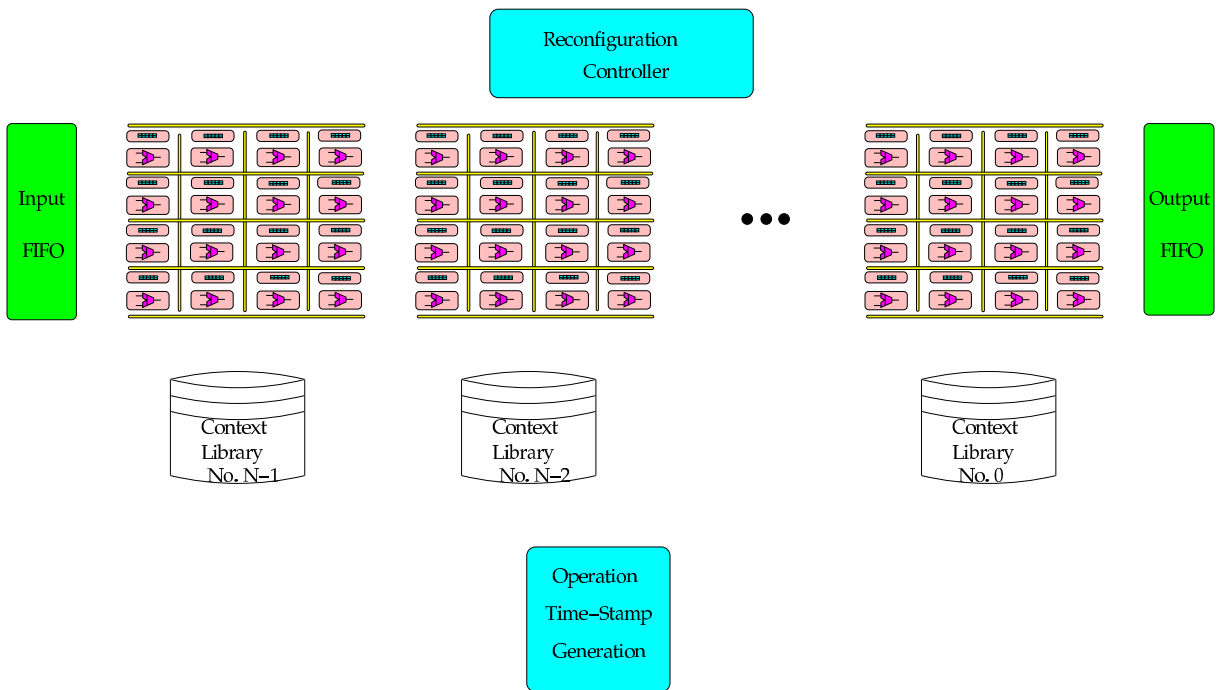 Reconfiguration
Controller
Input
FIFO
Output
FIFO
Context
Library
No. N−1
Context
Library
No. N−2
Context
Library
No. 0
Operation
Time−Stamp
Generation